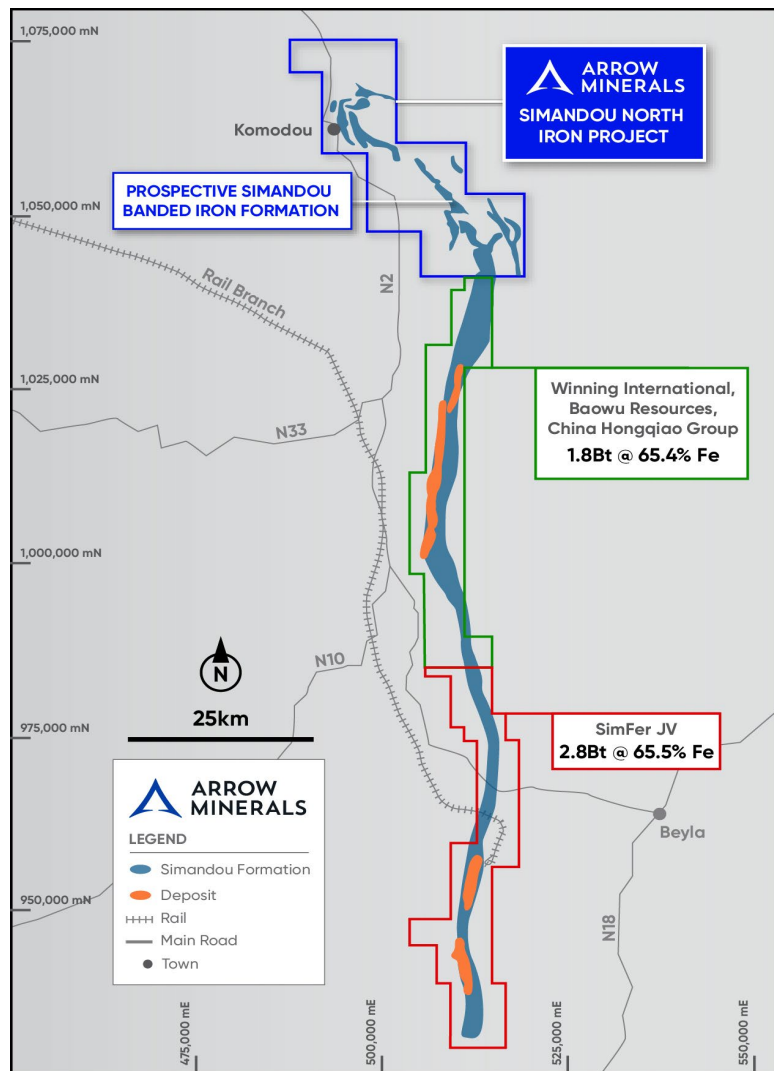 1,075,000 mN
ARROW
MINERALS
SIMANDOU NORTH
IRON PROJECT
Komodou
PROSPECTIVE SIMANDOU
BANDED IRON FORMATION
1,050,000 mN
Rail Branch
N2
1,025,000 mN
Winning International,
Baowu Resources,
China Hongqiao Group
1.8Bt @ 65.4% Fe
N33
1,000,000 mN
N10
N
25km
975,000 mN
SimFer JV
2.8Bt @ 65.5% Fe
ARROW
MINERALS
LEGEND
Simandou Formation
Deposit
Rail
Main Road
Town
Beyla
950,000 mN
N18
475,000 mE
500,000 mE
525,000 mE
550,000 mE